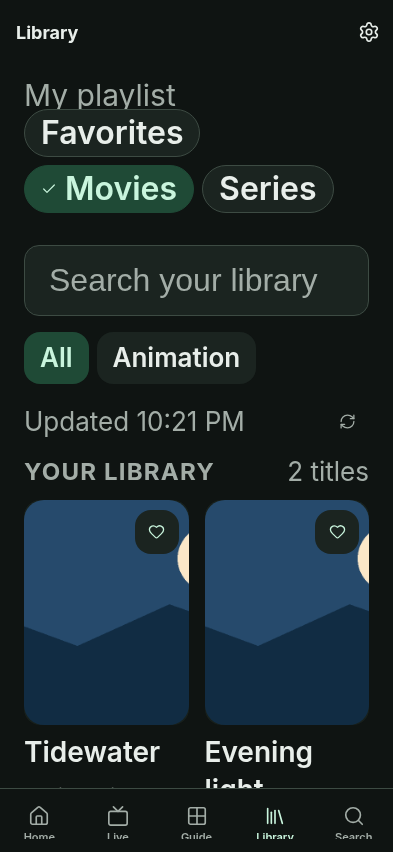 Library
My playlist
Favorites
Movies Series
Search your library
All Animation
Updated 10:21 PM
YOUR LIBRARY 2 titles
Tidewater Evening
light
Home Live Guide Library Search